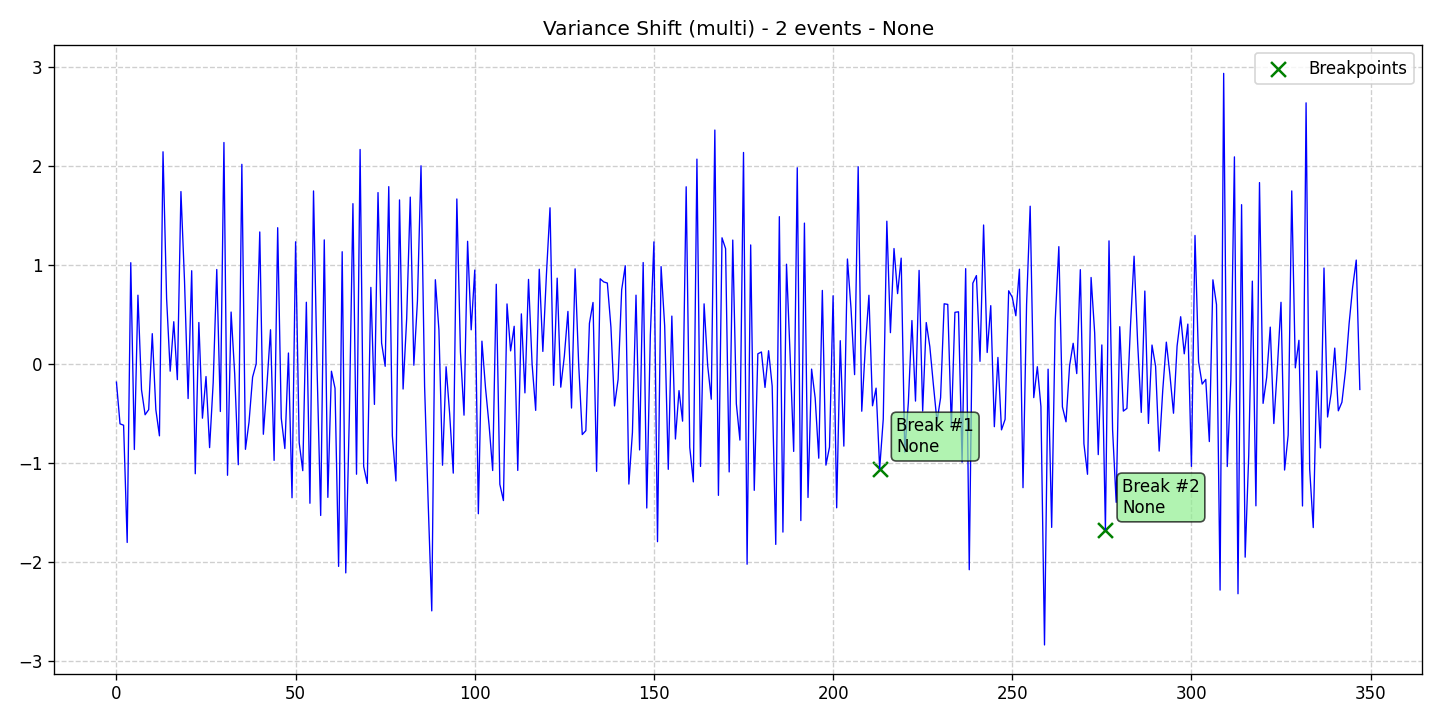 Variance Shift (multi) - 2 events - None
Breakpoints
3
2
1
0
−1
−2
−3
Break #1
None
Break #2
None
0
50
100
150
200
250
300
350